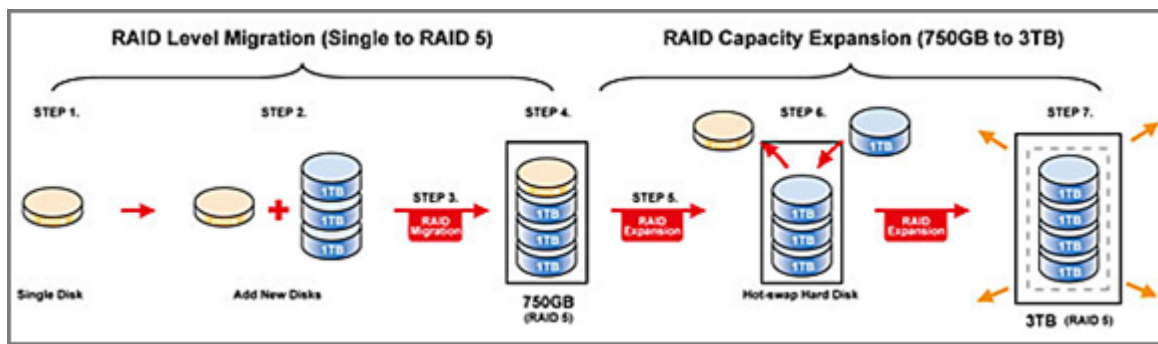 RAID Level Migration (Single to RAID 5)
RAID Capacity Expansion (750GB to 3TB)
STEP 1.
STEP 2.
STEP 4.
STEP 6.
STEP 7.
1TB
1TB
1TB
1TB
STEP 3.
RAID
Migration
1TB
1TB
1TB
STEP 5.
RAID
Expansion
1TB
1TB
1TB
RAID
Expansion
1TB
1TB
1TB
1TB
Single Disk
Add New Disks
750GB
(RAID 5)
Hot-swap Hard Disk
3TB (RAID 5)